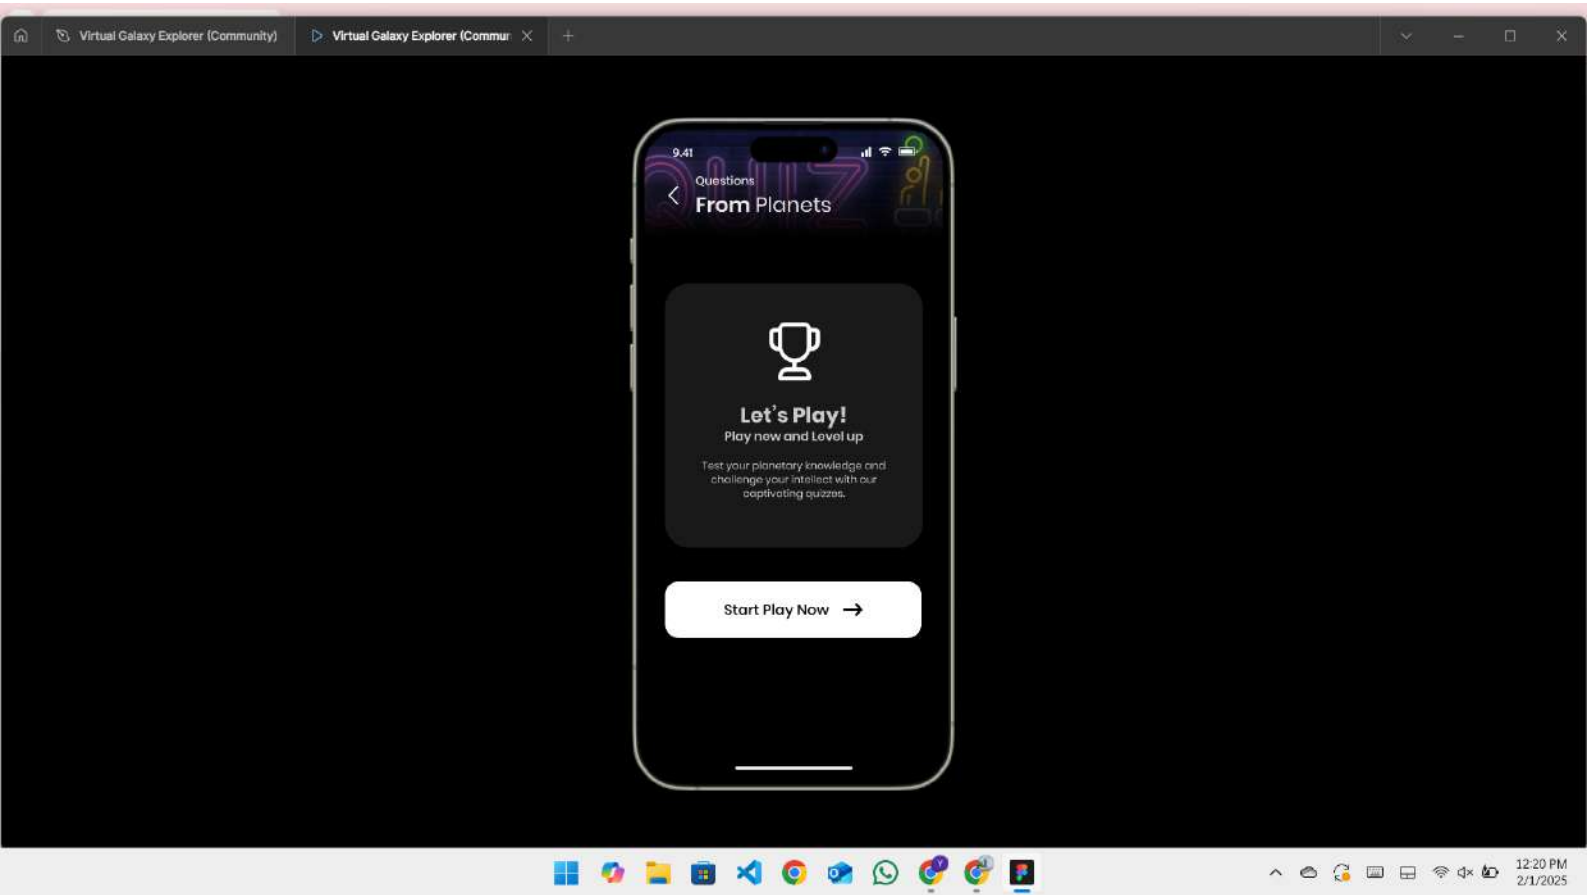 Virtual Galaxy Explorer (Community)
Virtual Galaxy Explorer (Commur
9.41
QUIZ
Questions
From Planets
Let's Play!
Play now and Level up
Test your planetary knowledge and
challenge your intellect with our
captivating quizzes.
Start Play Now
Y
12:20 PM
2/1/2025